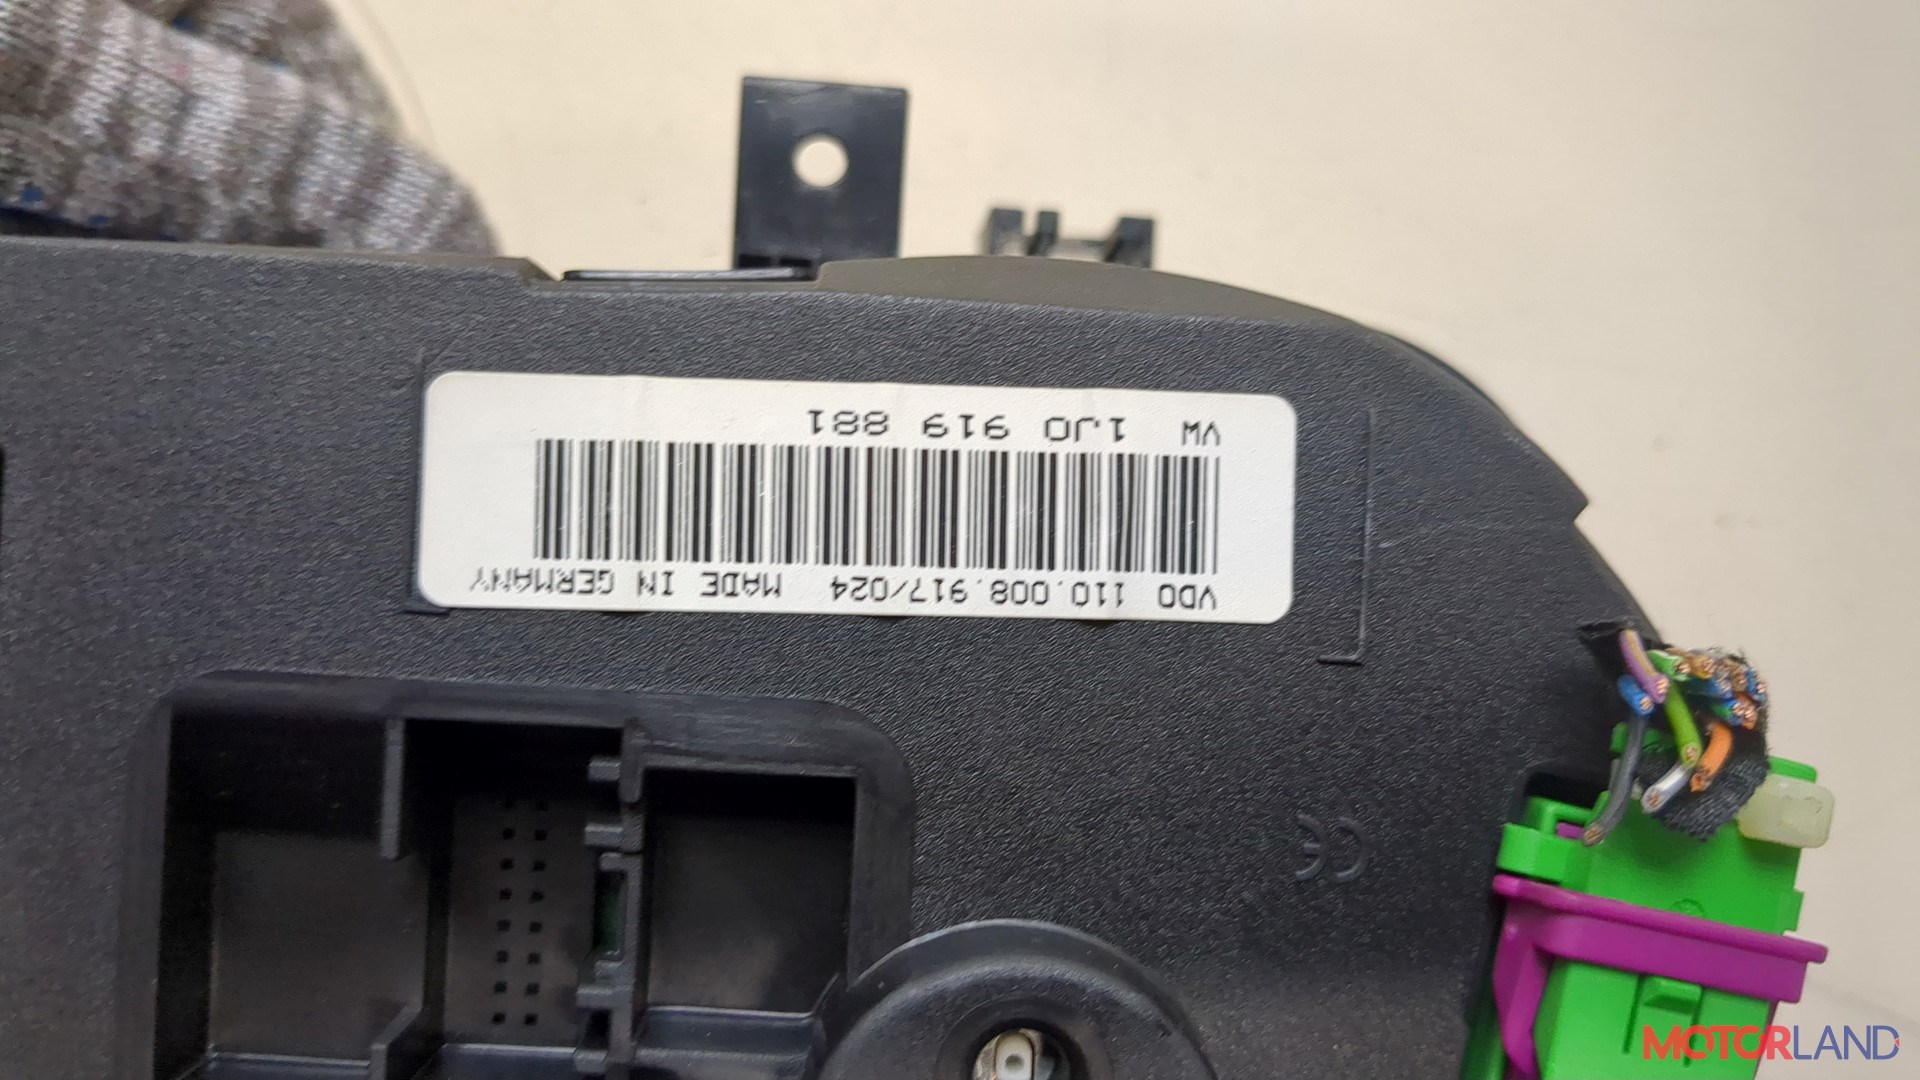 VDO 110.008.917/024 MADE IN GERMANY
VW 1J0 919 881
CE
MOTORLAND